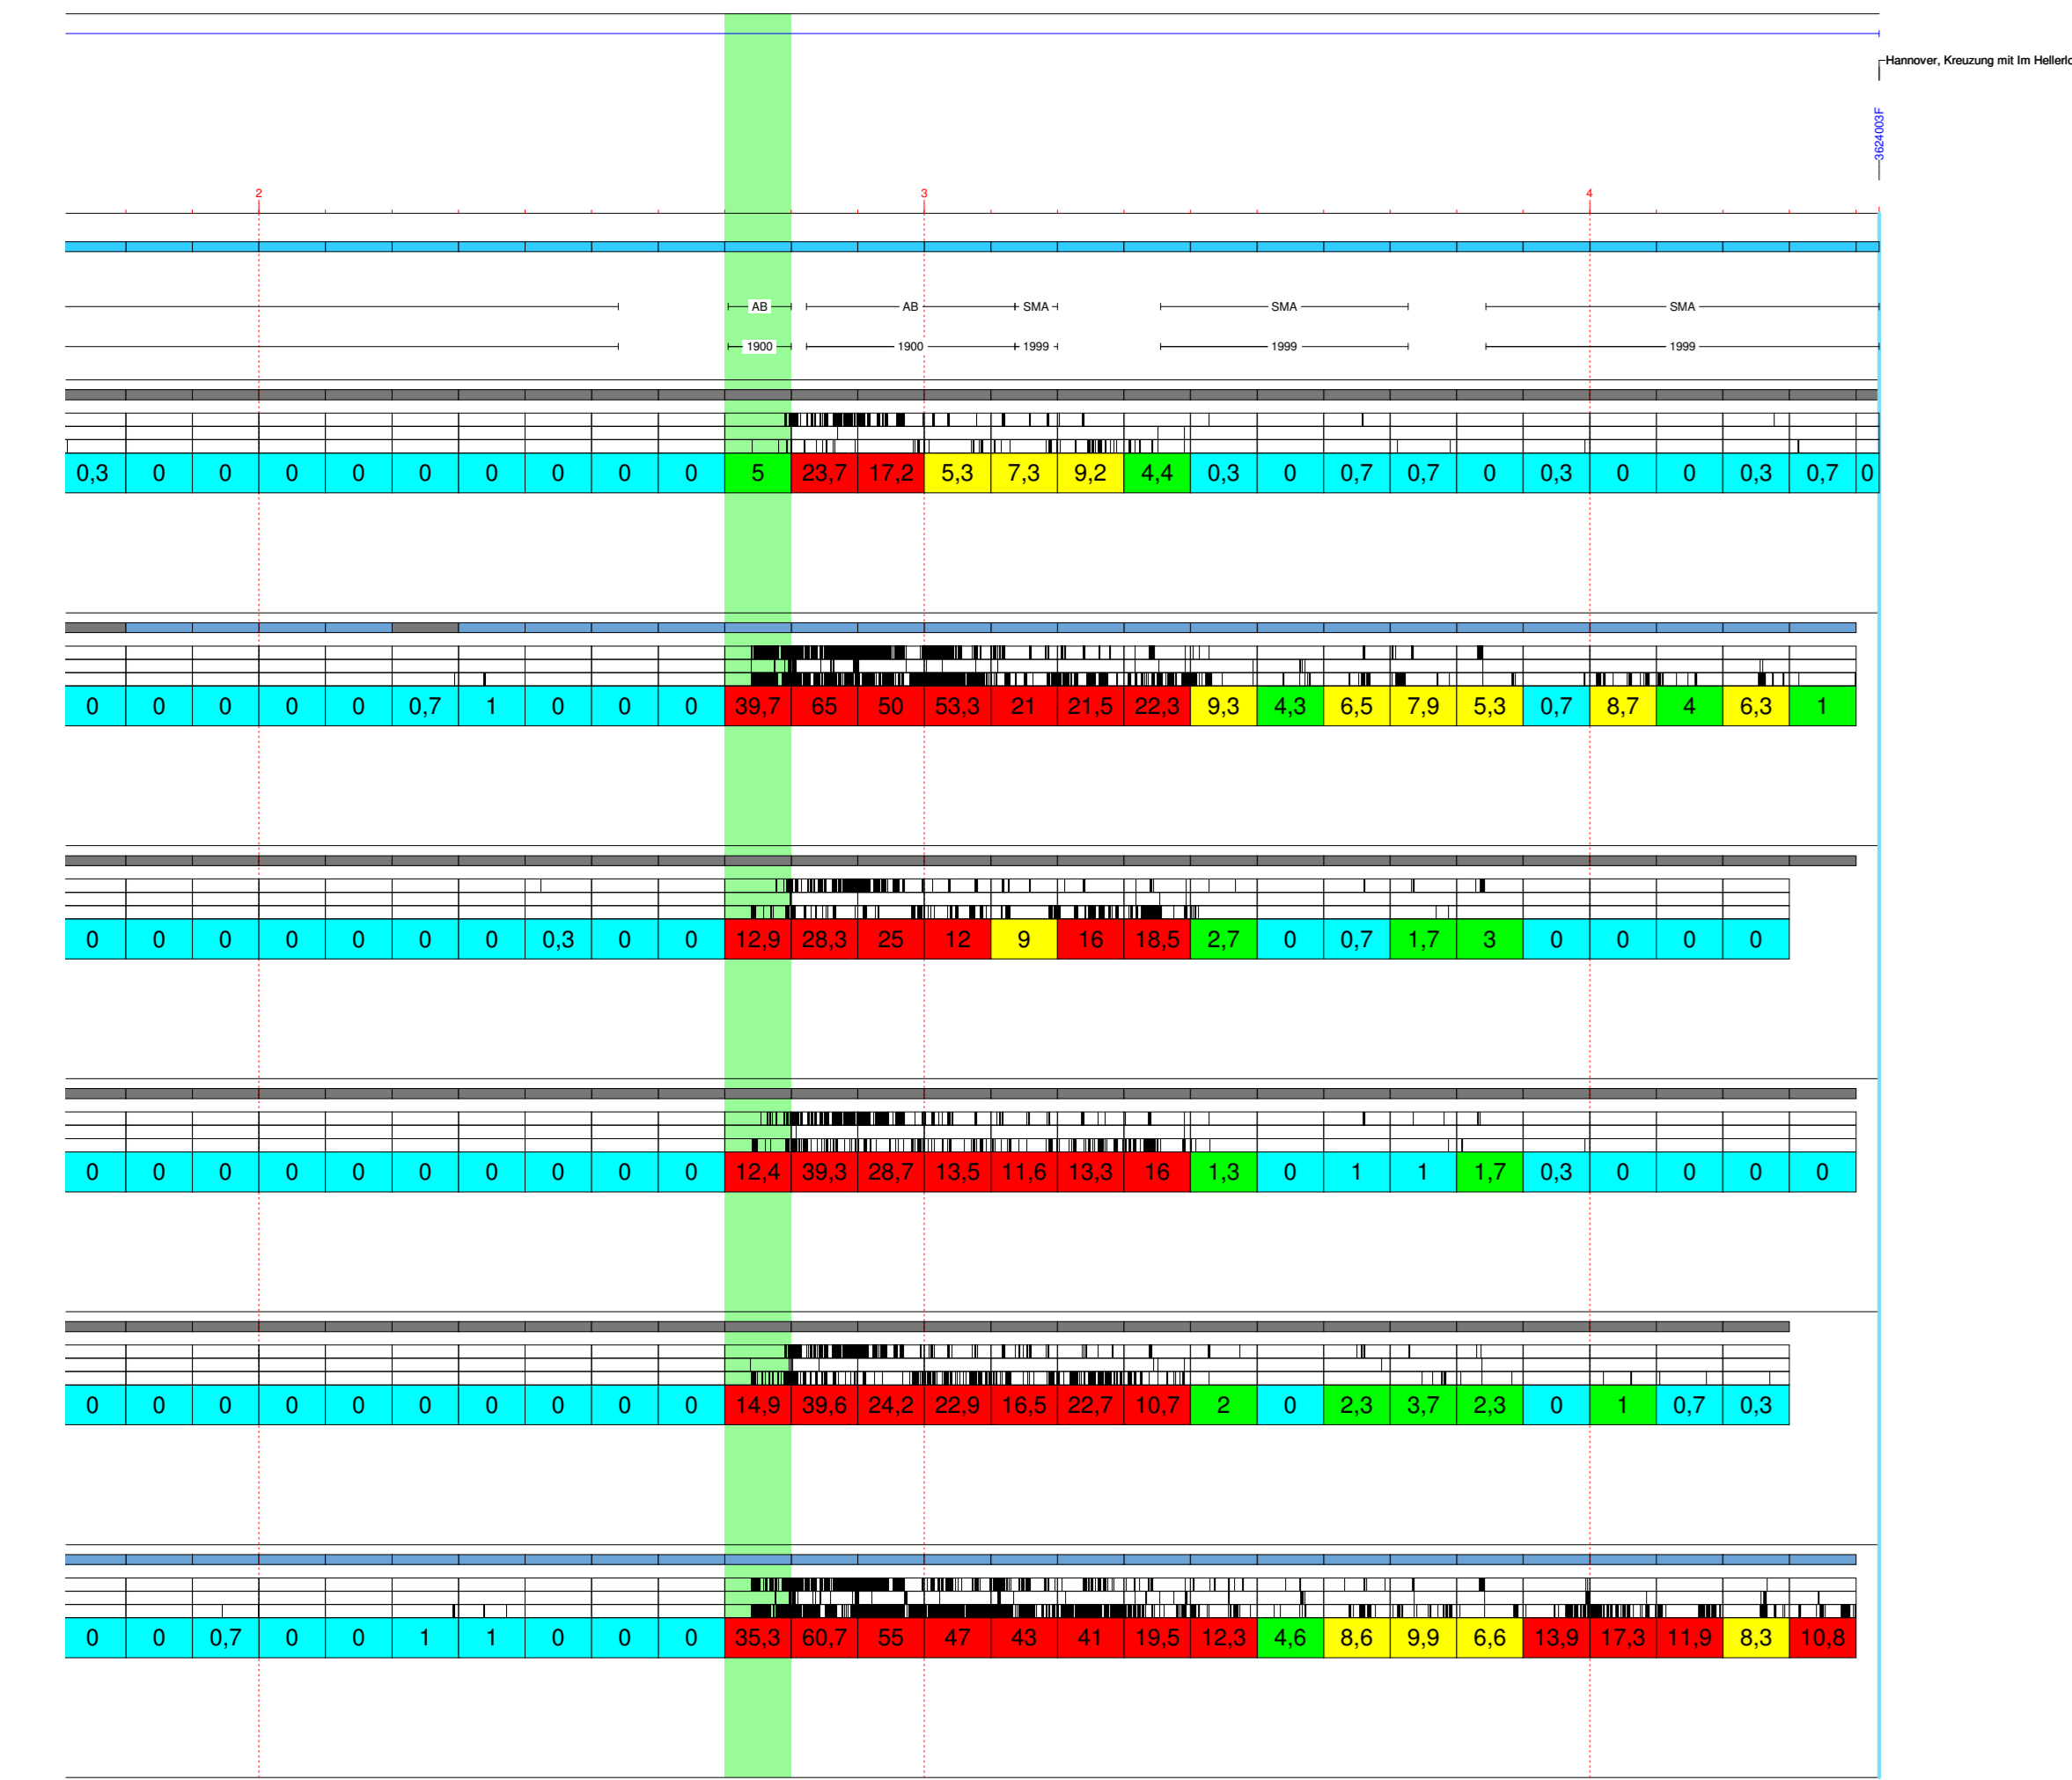 Hannover, Kreuzung mit Im Hellerlo
3624003F
2 3 4
AB AB SMA SMA SMA
1900 1900 1999 1999 1999
0,3 0 0 0 0 0 0 0 0 0 5 23,7 17,2 5,3 7,3 9,2 4,4 0,3 0 0,7 0,7 0 0,3 0 0 0,3 0,7 0
0 0 0 0 0 0,7 1 0 0 0 39,7 65 50 53,3 21 21,5 22,3 9,3 4,3 6,5 7,9 5,3 0,7 8,7 4 6,3 1
0 0 0 0 0 0 0 0,3 0 0 12,9 28,3 25 12 9 16 18,5 2,7 0 0,7 1,7 3 0 0 0 0
0 0 0 0 0 0 0 0 0 0 12,4 39,3 28,7 13,5 11,6 13,3 16 1,3 0 1 1 1,7 0,3 0 0 0 0
0 0 0 0 0 0 0 0 0 0 14,9 39,6 24,2 22,9 16,5 22,7 10,7 2 0 2,3 3,7 2,3 0 1 0,7 0,3
0 0 0,7 0 0 1 1 0 0 0 35,3 60,7 55 47 43 41 19,5 12,3 4,6 8,6 9,9 6,6 13,9 17,3 11,9 8,3 10,8